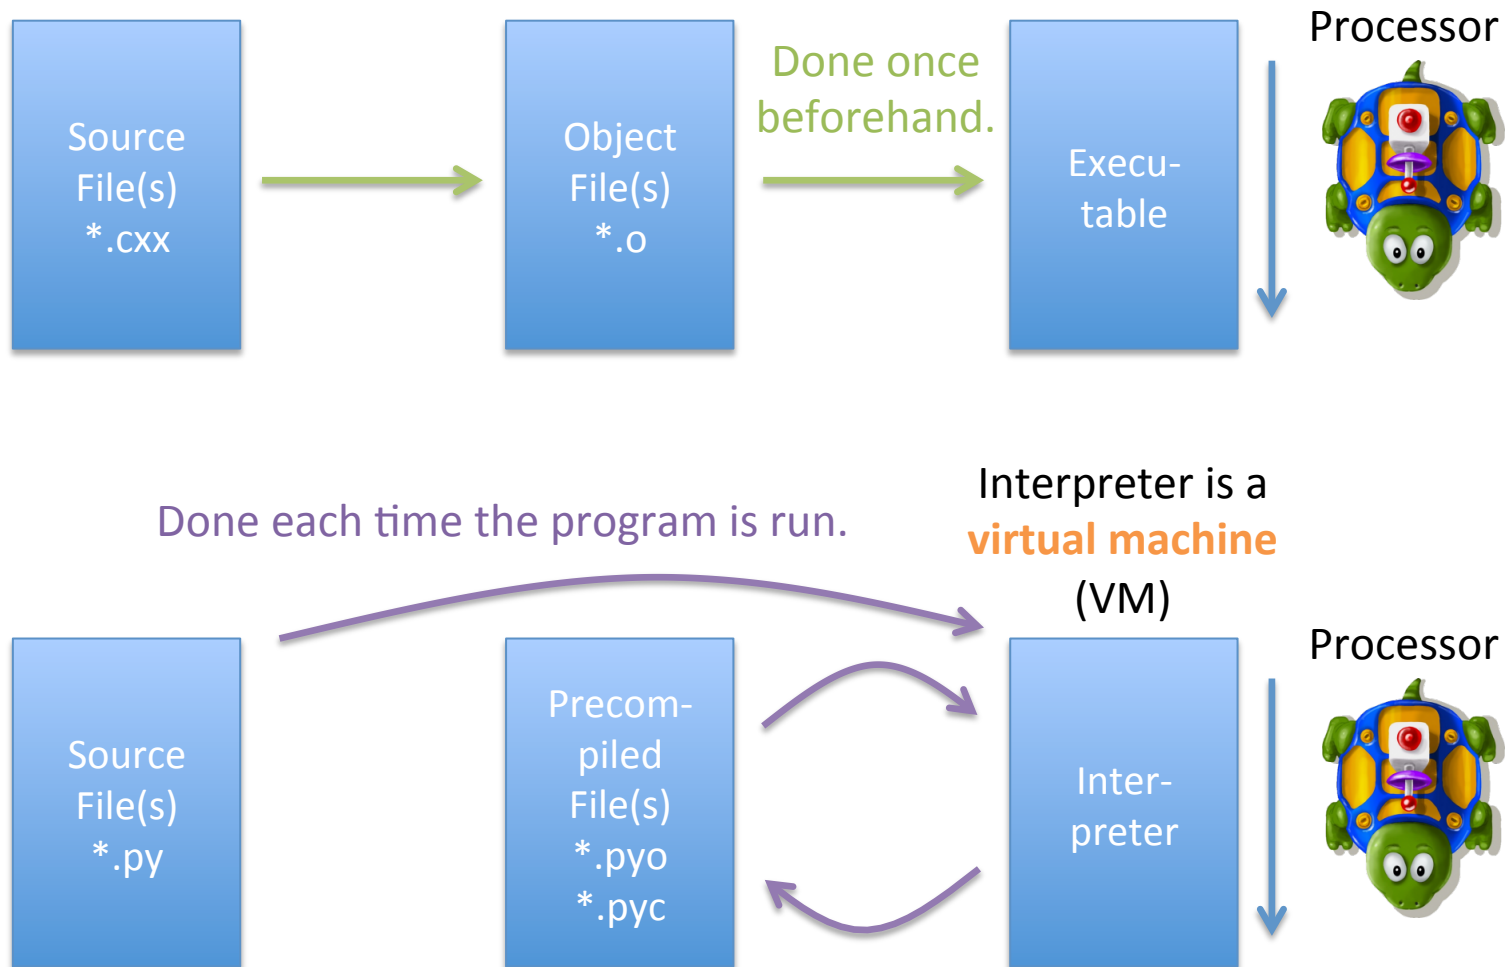 Processor
Done once
beforehand.
Source
File(s)
*.cxx
Object
File(s)
*.o
Execu-
table
Interpreter is a
virtual machine
(VM)
Done each time the program is run.
Processor
Source
File(s)
*.py
Precom-
piled
File(s)
*.pyo
*.pyc
Inter-
preter